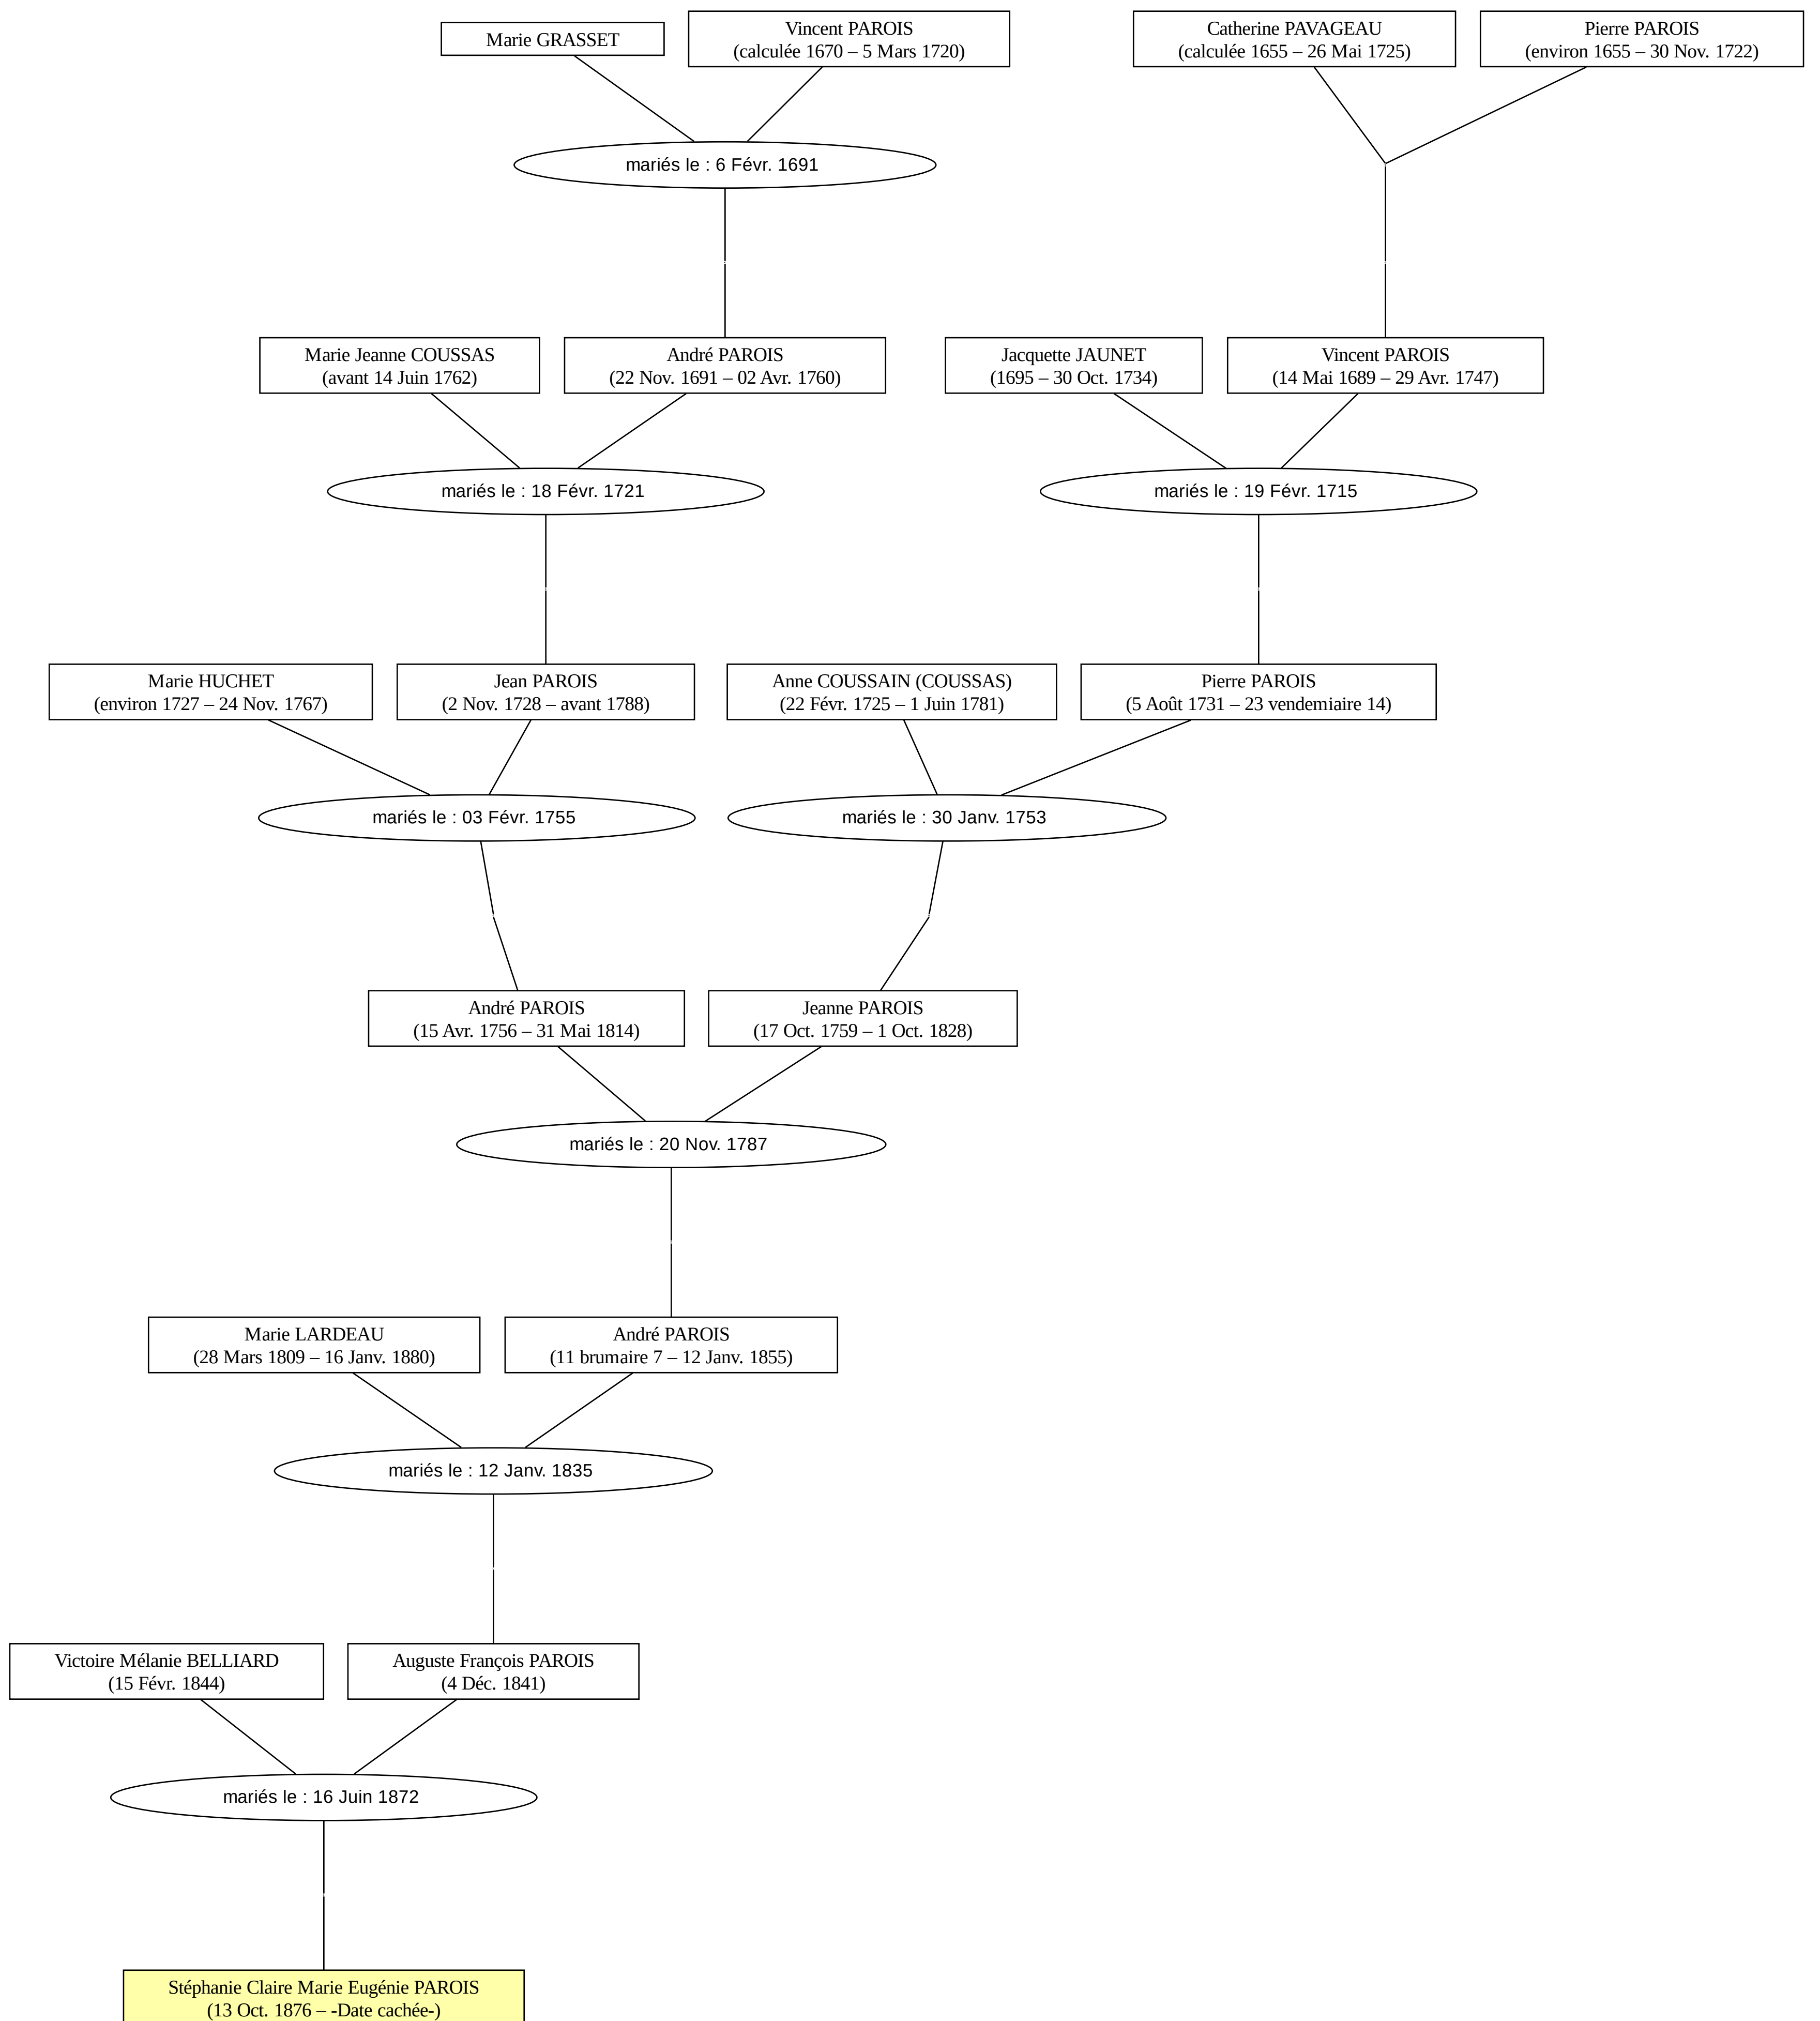 Marie GRASSET
Vincent PAROIS
(calculée 1670 – 5 Mars 1720)
Catherine PAVAGEAU
(calculée 1655 – 26 Mai 1725)
Pierre PAROIS
(environ 1655 – 30 Nov. 1722)
mariés le : 6 Févr. 1691
Marie Jeanne COUSSAS
(avant 14 Juin 1762)
André PAROIS
(22 Nov. 1691 – 02 Avr. 1760)
Jacquette JAUNET
(1695 – 30 Oct. 1734)
Vincent PAROIS
(14 Mai 1689 – 29 Avr. 1747)
mariés le : 18 Févr. 1721
mariés le : 19 Févr. 1715
Marie HUCHET
(environ 1727 – 24 Nov. 1767)
Jean PAROIS
(2 Nov. 1728 – avant 1788)
Anne COUSSAIN (COUSSAS)
(22 Févr. 1725 – 1 Juin 1781)
Pierre PAROIS
(5 Août 1731 – 23 vendemiaire 14)
mariés le : 03 Févr. 1755
mariés le : 30 Janv. 1753
André PAROIS
(15 Avr. 1756 – 31 Mai 1814)
Jeanne PAROIS
(17 Oct. 1759 – 1 Oct. 1828)
mariés le : 20 Nov. 1787
Marie LARDEAU
(28 Mars 1809 – 16 Janv. 1880)
André PAROIS
(11 brumaire 7 – 12 Janv. 1855)
mariés le : 12 Janv. 1835
Victoire Mélanie BELLIARD
(15 Févr. 1844)
Auguste François PAROIS
(4 Déc. 1841)
mariés le : 16 Juin 1872
Stéphanie Claire Marie Eugénie PAROIS
(13 Oct. 1876 – -Date cachée-)